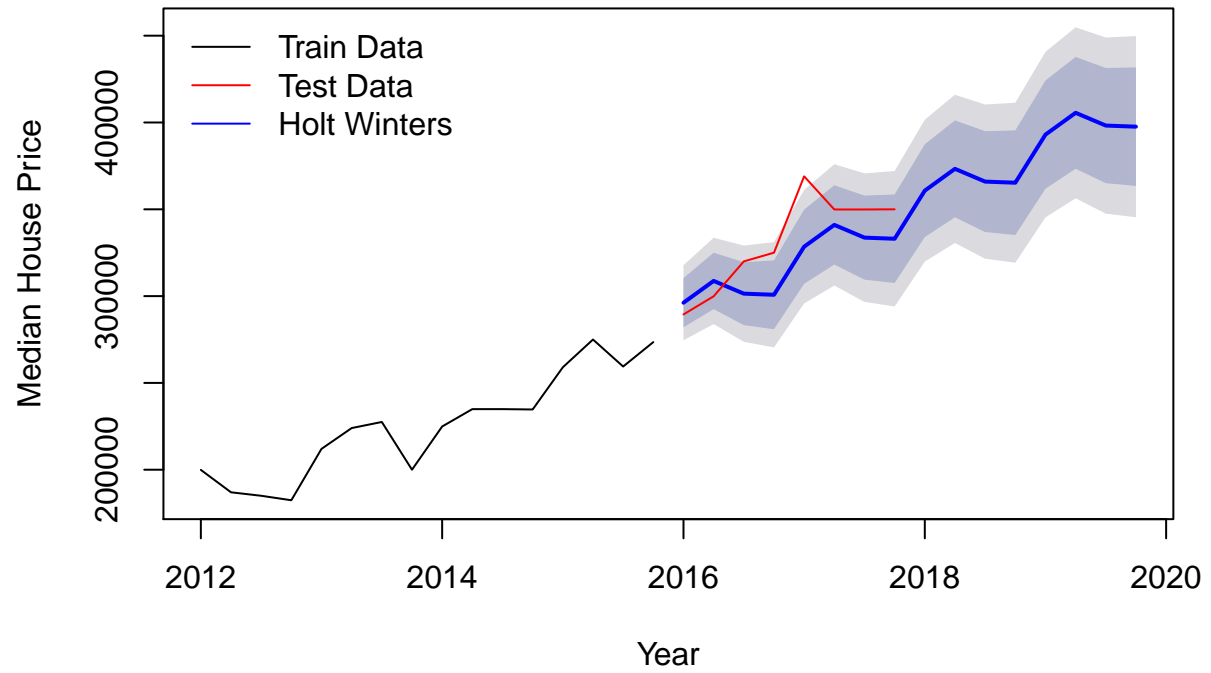 Train Data
Test Data
Holt Winters
Median House Price
400000
300000
200000
2012 2014 2016 2018 2020
Year